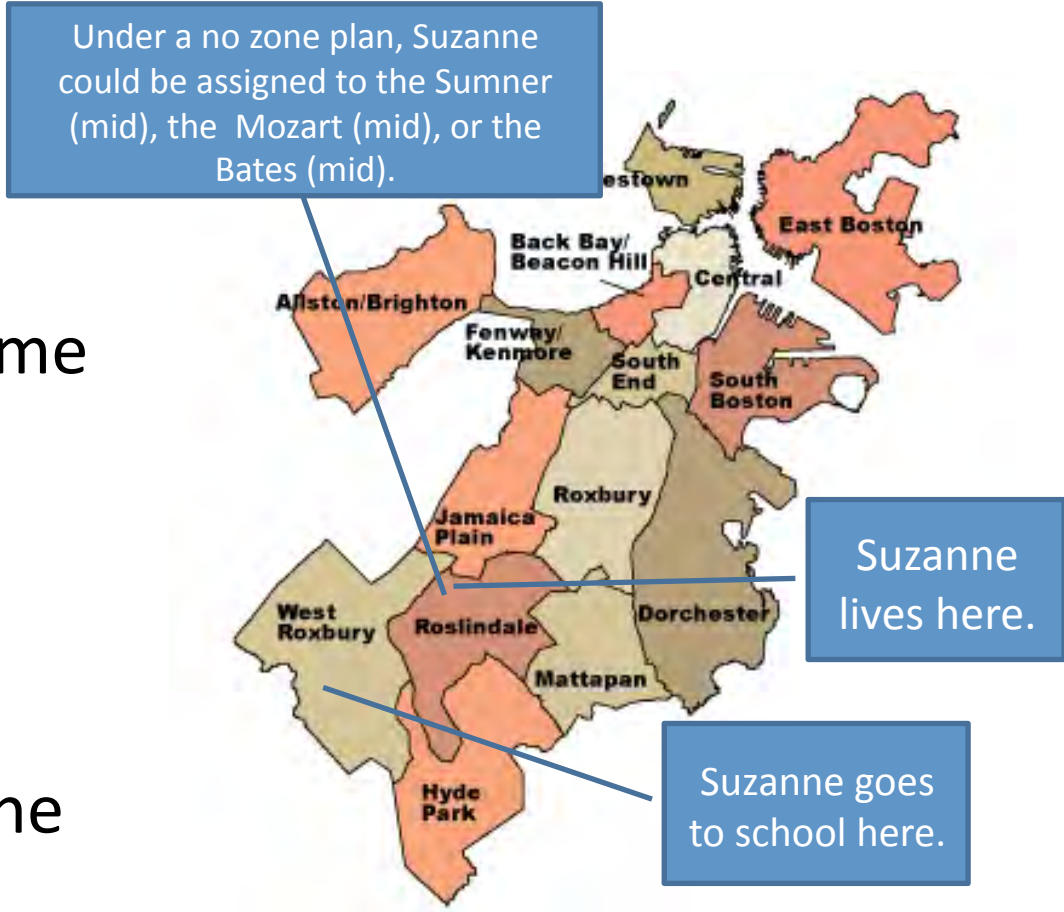 Under a no zone plan, Suzanne
could be assigned to the Sumner
(mid), the  Mozart (mid), or the
Bates (mid).
estown
East Boston
Back Bay/
Beacon Hill
Central
Allston/Brighton
Fenway/
Kenmore
South
End
South
Boston
me
Roxbury
Jamaica
Plain
Suzanne
lives here.
West
Roxbury
Roslindale
Dorchester
Mattapan
Suzanne goes
to school here.
Hyde
Park
ne